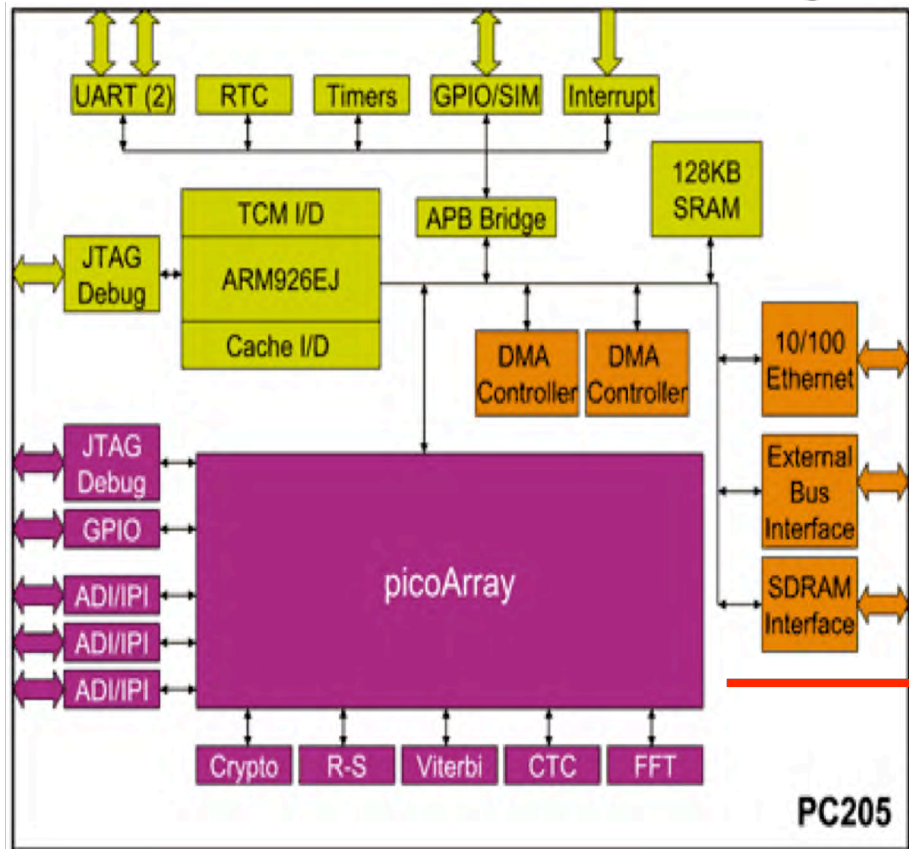 UART (2)
RTC
Timers
GPIO/SIM
Interrupt
128KB
SRAM
APB Bridge
TCM I/D
ARM926EJ
Cache I/D
JTAG
Debug
DMA
Controller
DMA
Controller
10/100
Ethernet
External
Bus
Interface
SDRAM
Interface
JTAG
Debug
GPIO
ADI/IPI
ADI/IPI
ADI/IPI
picoArray
Crypto
R-S
Viterbi
CTC
FFT
PC205